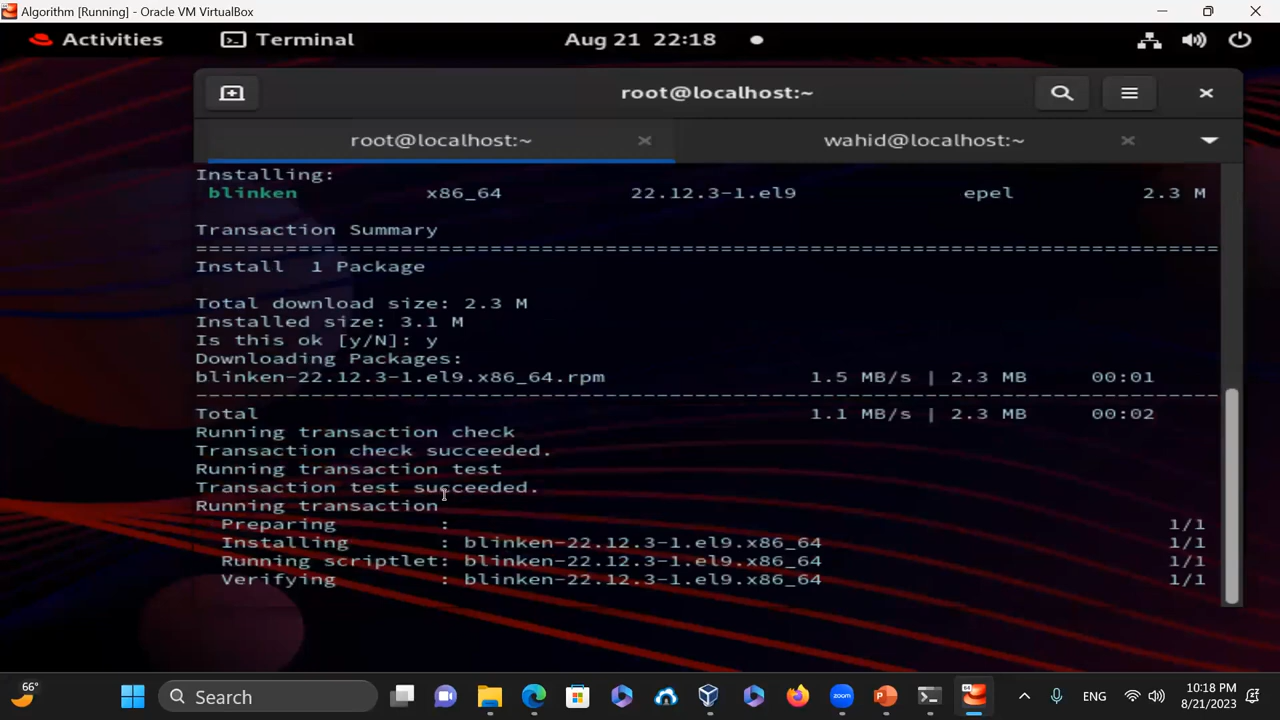 Algorithm [Running] - Oracle VM VirtualBox
Activities Terminal Aug 21 22:18
root@localhost:~
root@localhost:~ wahid@localhost:~
Installing:
blinken x86_64 22.12.3-1.el9 epel 2.3 M
Transaction Summary
================================================================================
Install 1 Package
Total download size: 2.3 M
Installed size: 3.1 M
Is this ok [y/N]: y
Downloading Packages:
blinken-22.12.3-1.el9.x86_64.rpm 1.5 MB/s | 2.3 MB 00:01
--------------------------------------------------------------------------------
Total 1.1 MB/s | 2.3 MB 00:02
Running transaction check
Transaction check succeeded.
Running transaction test
Transaction test succeeded.
Running transaction
Preparing : 1/1
Installing : blinken-22.12.3-1.el9.x86_64 1/1
Running scriptlet: blinken-22.12.3-1.el9.x86_64 1/1
Verifying : blinken-22.12.3-1.el9.x86_64 1/1
66°
Search
zoom
ENG
10:18 PM
8/21/2023